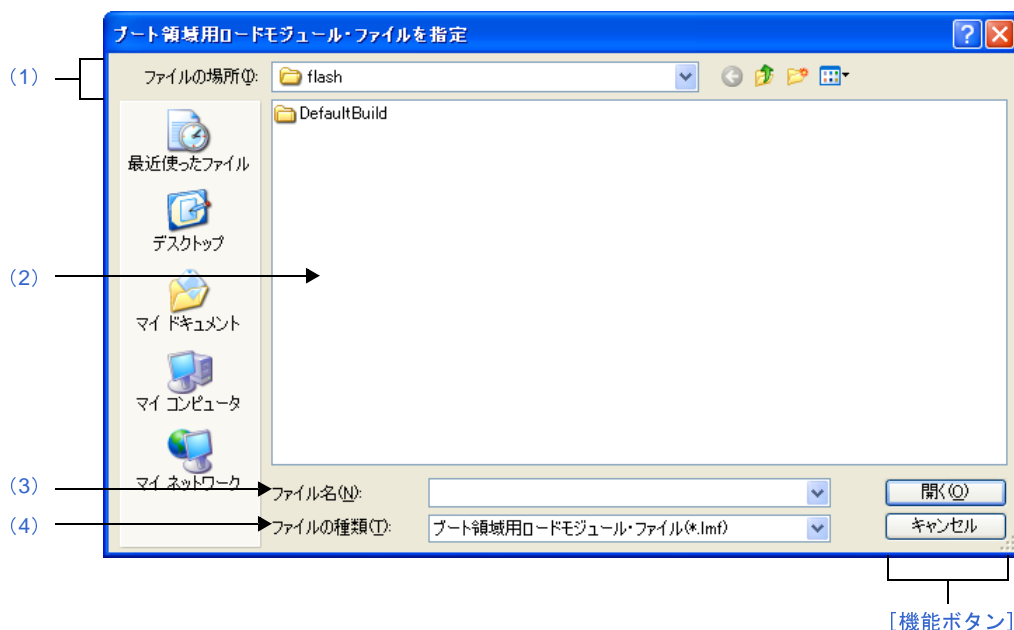 ブート領域用ロードモジュール・ファイルを指定
(1)
ファイルの場所(I):
flash
DefaultBuild
最近使ったファイル
デスクトップ
(2)
マイ ドキュメント
マイ コンピュータ
マイ ネットワーク
(3)
ファイル名(N):
開く(O)
(4)
ファイルの種類(T):
ブート領域用ロードモジュール・ファイル(*.lmf)
キャンセル
[機能ボタン]